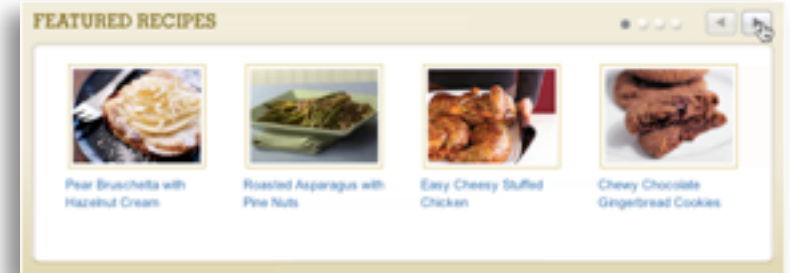 FEATURED RECIPES
Pear Bruschetta with
Hazelnut Cream
Roasted Asparagus with
Pine Nuts
Easy Cheesy Stuffed
Chicken
Chewy Chocolate
Gingerbread Cookies